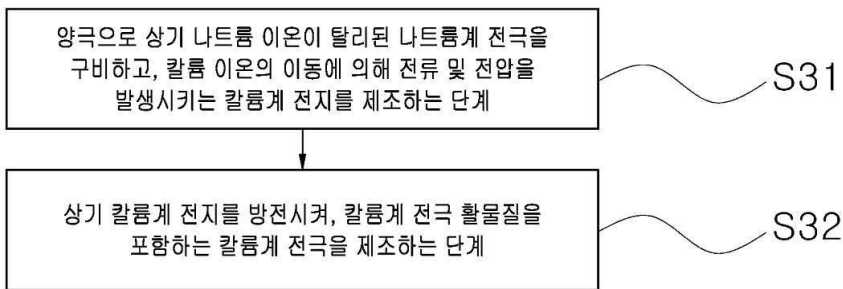 양극으로 상기 나트륨 이온이 탈리된 나트륨계 전극을
구비하고, 칼륨 이온의 이동에 의해 전류 및 전압을
발생시키는 칼륨계 전지를 제조하는 단계
S31
상기 칼륨계 전지를 방전시켜, 칼륨계 전극 활물질을
포함하는 칼륨계 전극을 제조하는 단계
S32